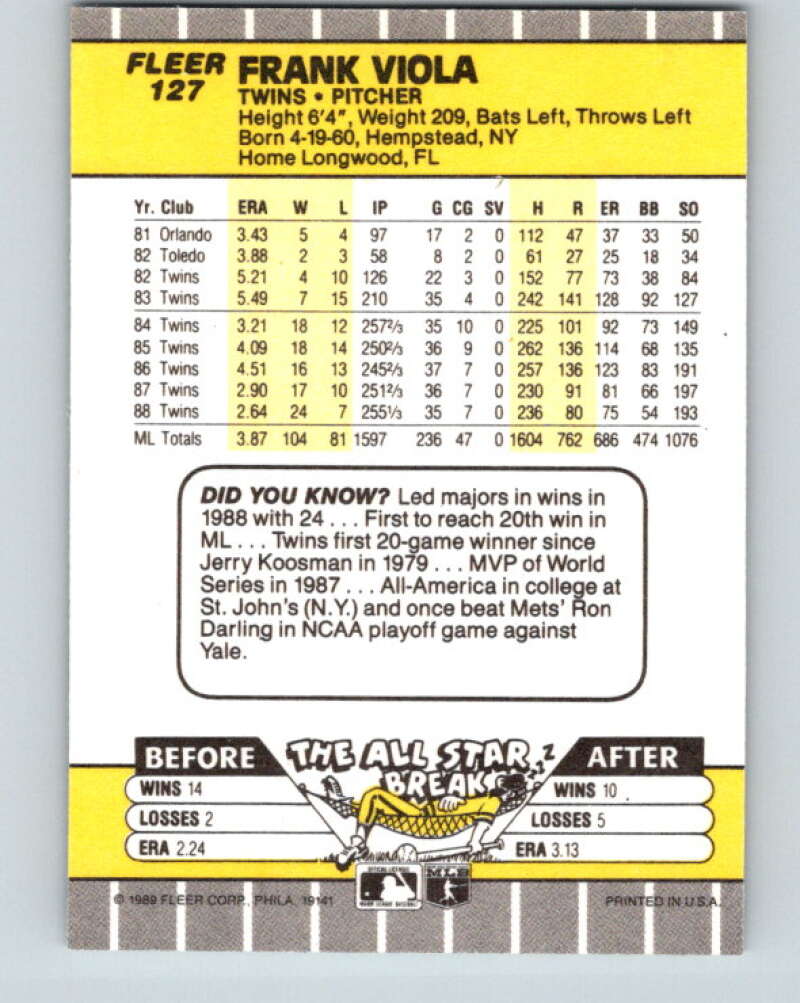 FLEER FRANK VIOLA
127 TWINS • PITCHER
Height 6'4", Weight 209, Bats Left, Throws Left
Born 4-19-60, Hempstead, NY
Home Longwood, FL
Yr. Club ERA W L IP G CG SV H R ER BB SO
81 Orlando 3.43 5 4 97 17 2 0 112 47 37 33 50
82 Toledo 3.88 2 3 58 8 2 0 61 27 25 18 34
82 Twins 5.21 4 10 126 22 3 0 152 77 73 38 84
83 Twins 5.49 7 15 210 35 4 0 242 141 128 92 127
84 Twins 3.21 18 12 257⅔ 35 10 0 225 101 92 73 149
85 Twins 4.09 18 14 250⅔ 36 9 0 262 136 114 68 135
86 Twins 4.51 16 13 245⅔ 37 7 0 257 136 123 83 191
87 Twins 2.90 17 10 251⅔ 36 7 0 230 91 81 66 197
88 Twins 2.64 24 7 255⅓ 35 7 0 236 80 75 54 193
ML Totals 3.87 104 81 1597 236 47 0 1604 762 686 474 1076
DID YOU KNOW? Led majors in wins in
1988 with 24 . . . First to reach 20th win in
ML . . . Twins first 20-game winner since
Jerry Koosman in 1979 . . . MVP of World
Series in 1987 . . . All-America in college at
St. John's (N.Y.) and once beat Mets' Ron
Darling in NCAA playoff game against
Yale.
BEFORE THE ALL STAR BREAK ZZZ AFTER
WINS 14 WINS 10
LOSSES 2 LOSSES 5
ERA 2.24 ERA 3.13
OFFICIAL LICENSEE
MAJOR LEAGUE BASEBALL
MLB
© 1989 FLEER CORP., PHILA. 19141 PRINTED IN U.S.A.